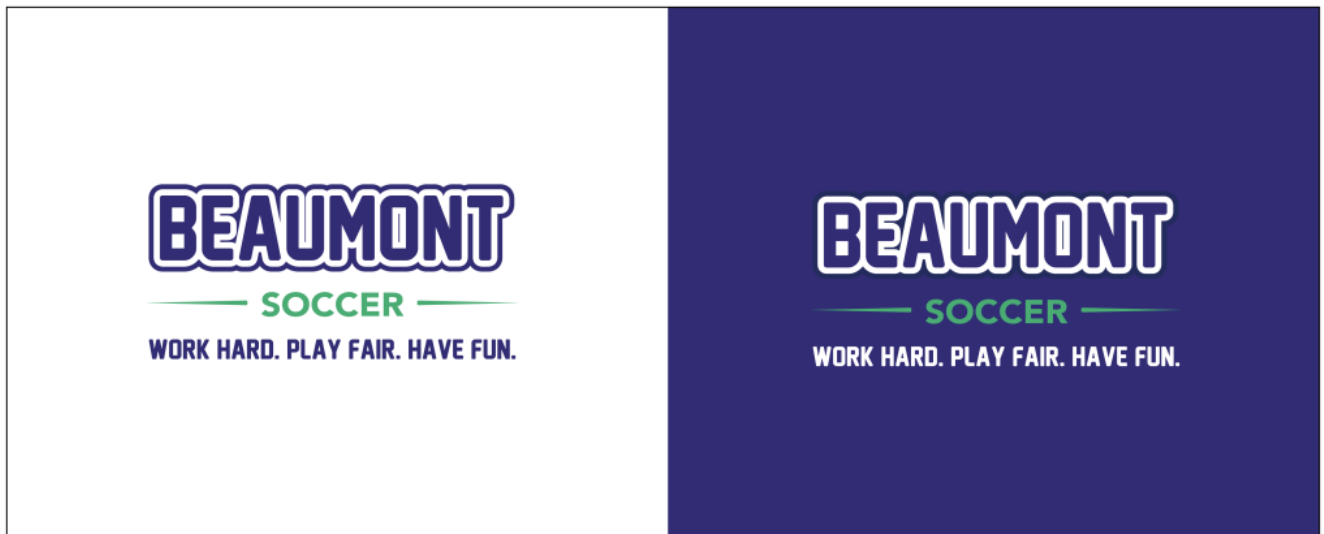 BEAUMONT
SOCCER
WORK HARD. PLAY FAIR. HAVE FUN.
BEAUMONT
SOCCER
WORK HARD. PLAY FAIR. HAVE FUN.